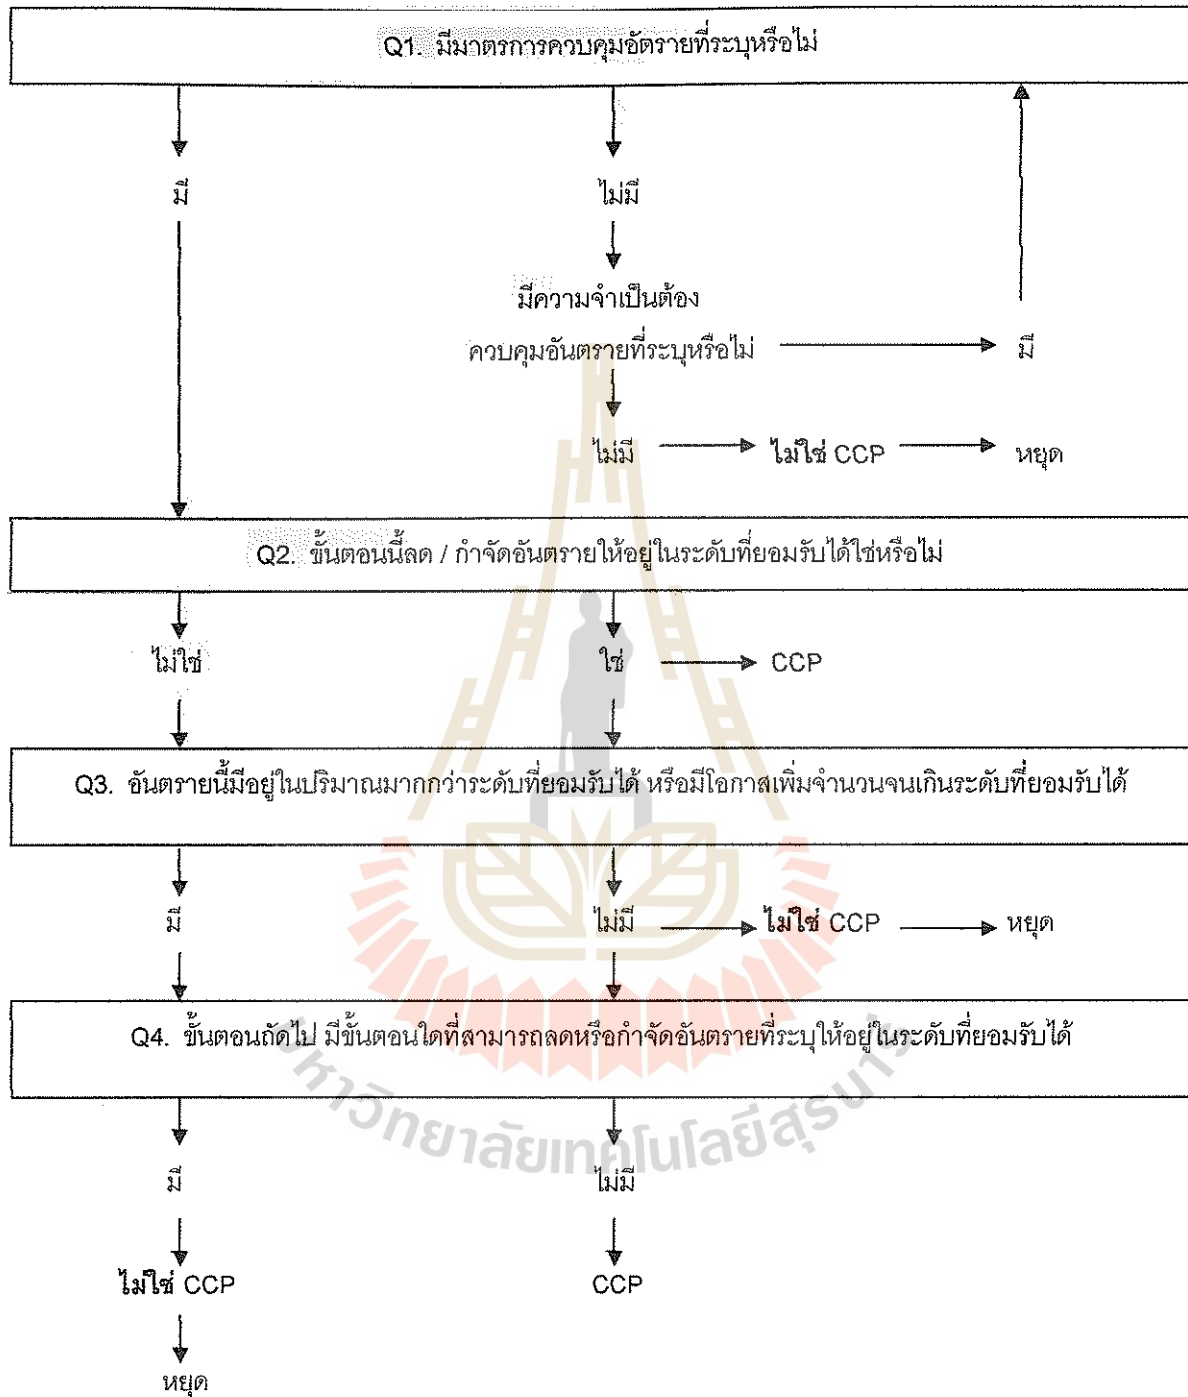 Q1. มีมาตรการควบคุมอัตรายที่ระบุหรือไม่
มี
ไม่มี
มีความจำเป็นต้อง
ควบคุมอันตรายที่ระบุหรือไม่
มี
ไม่มี
ไม่ใช่ CCP
หยุด
Q2. ขั้นตอนนี้ลด / กำจัดอันตรายให้อยู่ในระดับที่ยอมรับได้ใช่หรือไม่
ไม่ใช่
ใช่
CCP
Q3. อันตรายนี้มีอยู่ในปริมาณมากกว่าระดับที่ยอมรับได้ หรือมีโอกาสเพิ่มจำนวนจนเกินระดับที่ยอมรับได้
มี
ไม่มี
ไม่ใช่ CCP
หยุด
Q4. ขั้นตอนถัดไป มีขั้นตอนใดที่สามารถลดหรือกำจัดอันตรายที่ระบุให้อยู่ในระดับที่ยอมรับได้
มหาวิทยาลัยเทคโนโลยีสุรนารี
มี
ไม่มี
ไม่ใช่ CCP
CCP
หยุด